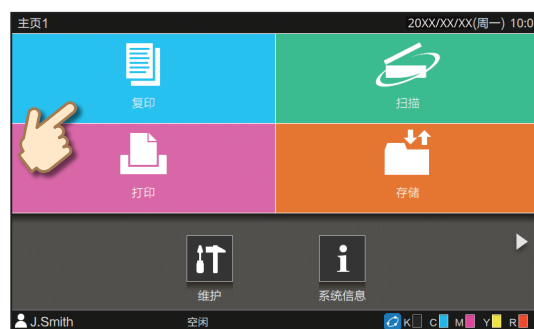 主页1 20XX/XX/XX(周一) 10:0
复印 扫描
打印 存储
维护 系统信息
J.Smith 空闲 K C M Y R